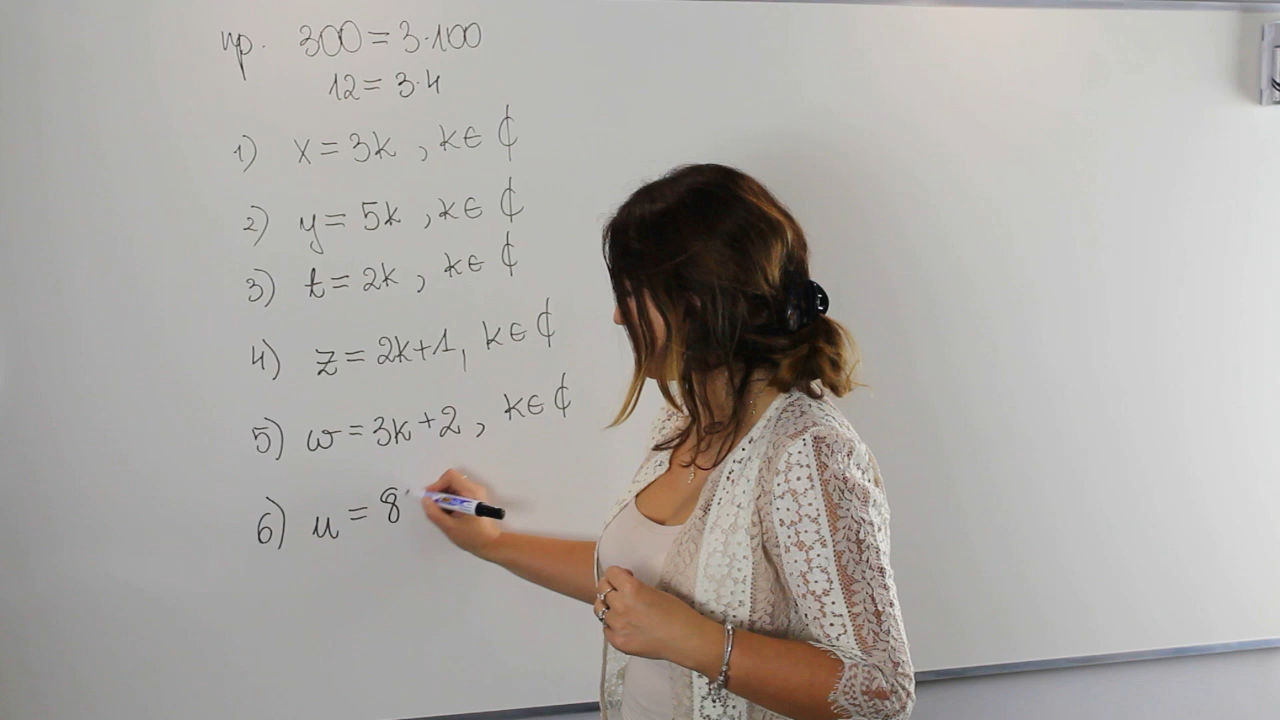 np. 300 = 3·100
12 = 3·4
1) x = 3k , k ∈ ₵
2) y = 5k , k ∈ ₵
3) t = 2k , k ∈ ₵
4) z = 2k+1, k ∈ ₵
5) w = 3k+2 , k ∈ ₵
6) u = 8